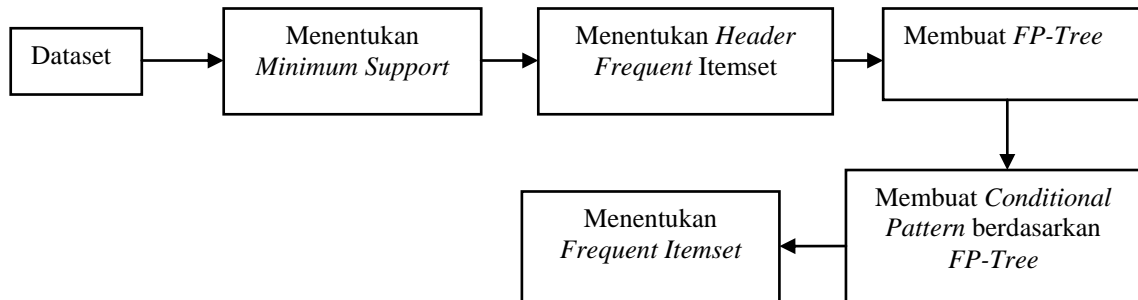 Dataset
Menentukan
Minimum Support
Menentukan Header
Frequent Itemset
Membuat FP-Tree
Membuat Conditional
Pattern berdasarkan
FP-Tree
Menentukan
Frequent Itemset